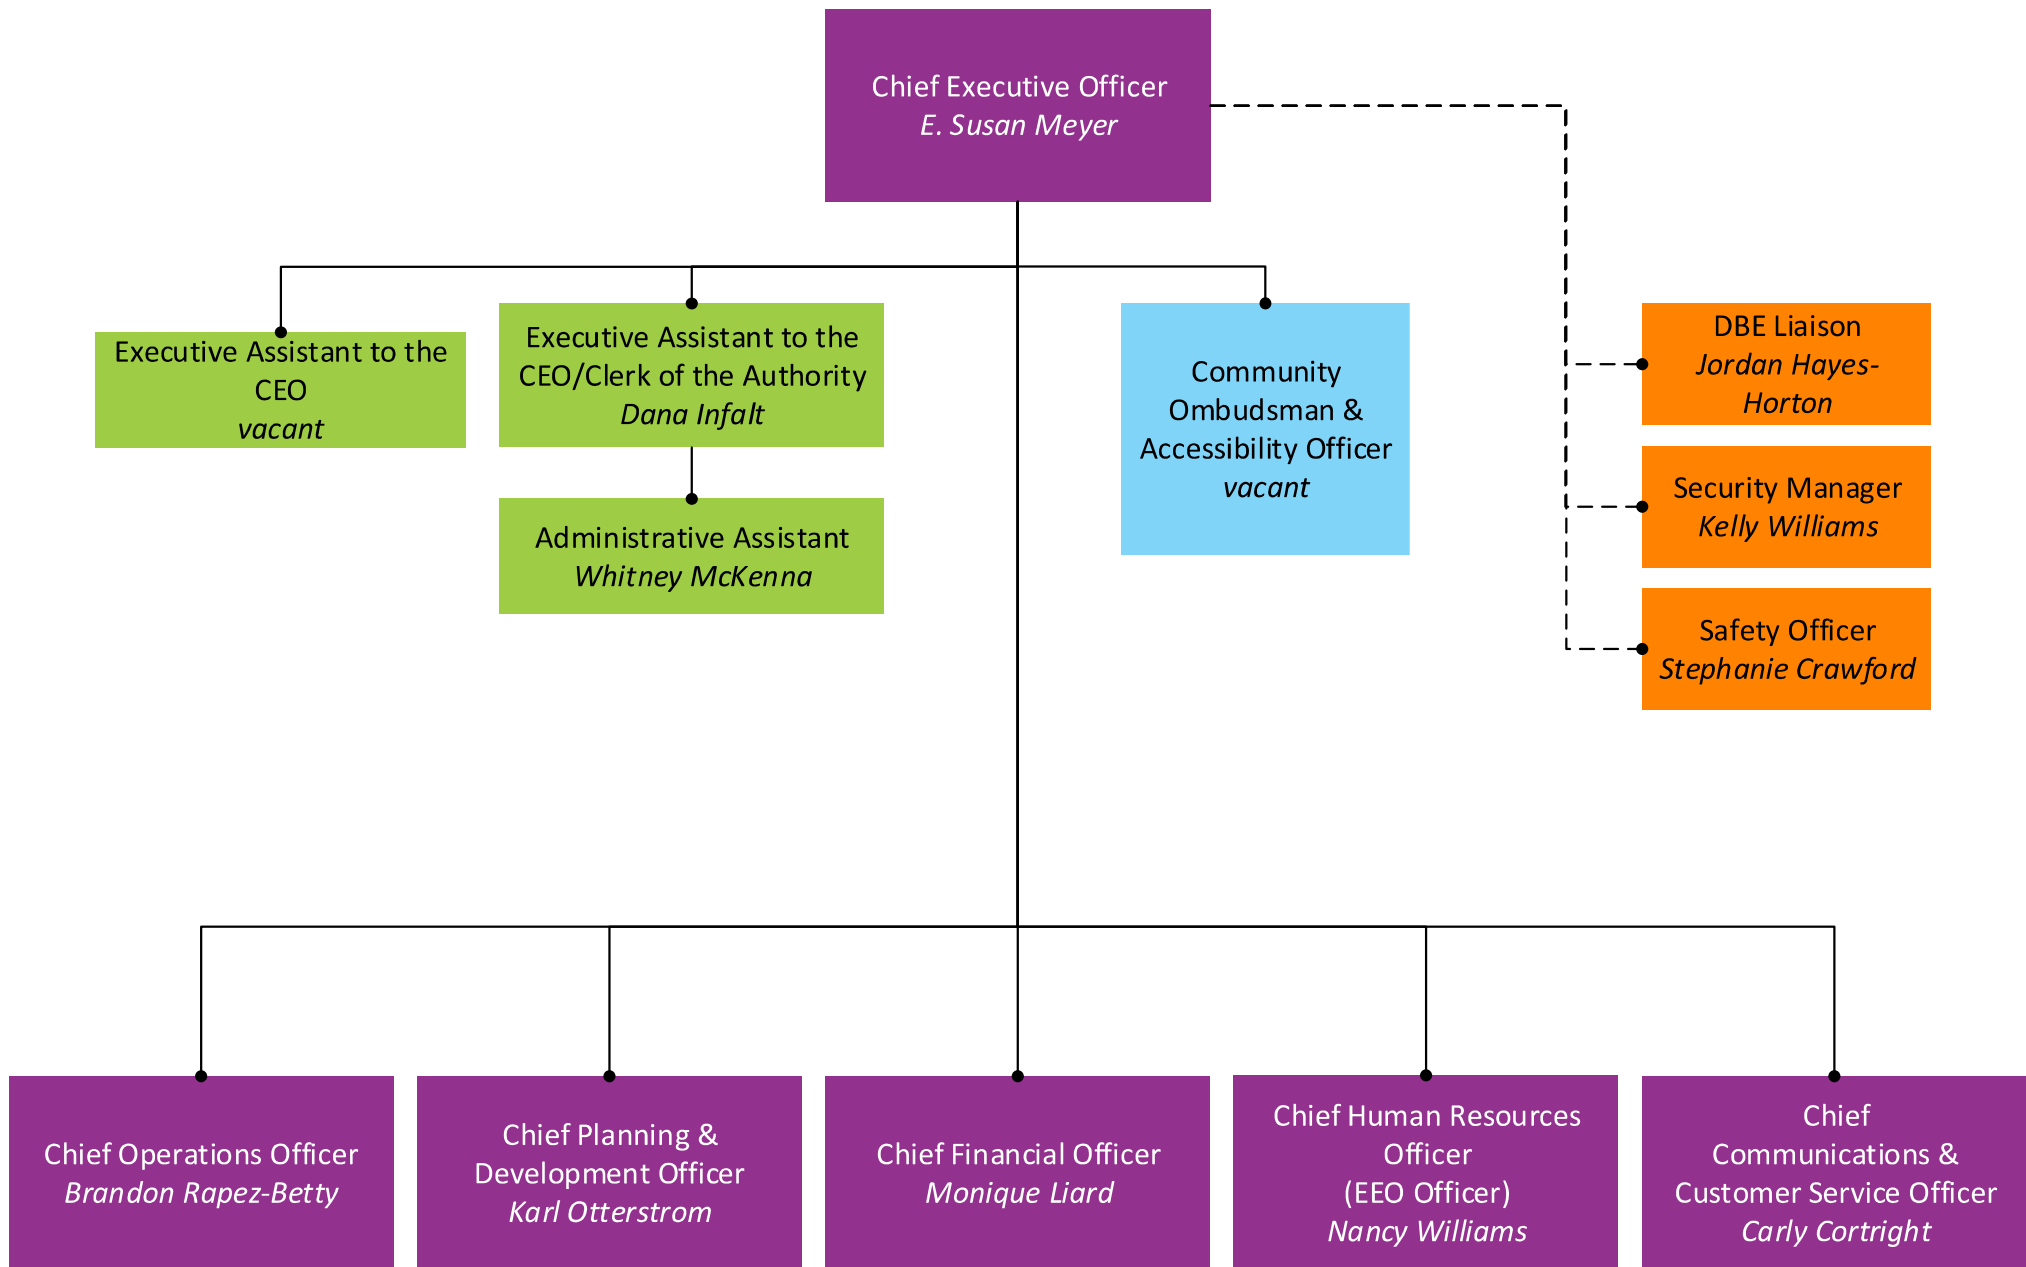 Chief Executive Officer
E. Susan Meyer
Executive Assistant to the
CEO
vacant
Executive Assistant to the
CEO/Clerk of the Authority
Dana Infalt
Administrative Assistant
Whitney McKenna
Community
Ombudsman &
Accessibility Officer
vacant
DBE Liaison
Jordan Hayes-
Horton
Security Manager
Kelly Williams
Safety Officer
Stephanie Crawford
Chief Operations Officer
Brandon Rapez-Betty
Chief Planning &
Development Officer
Karl Otterstrom
Chief Financial Officer
Monique Liard
Chief Human Resources
Officer
(EEO Officer)
Nancy Williams
Chief
Communications &
Customer Service Officer
Carly Cortright